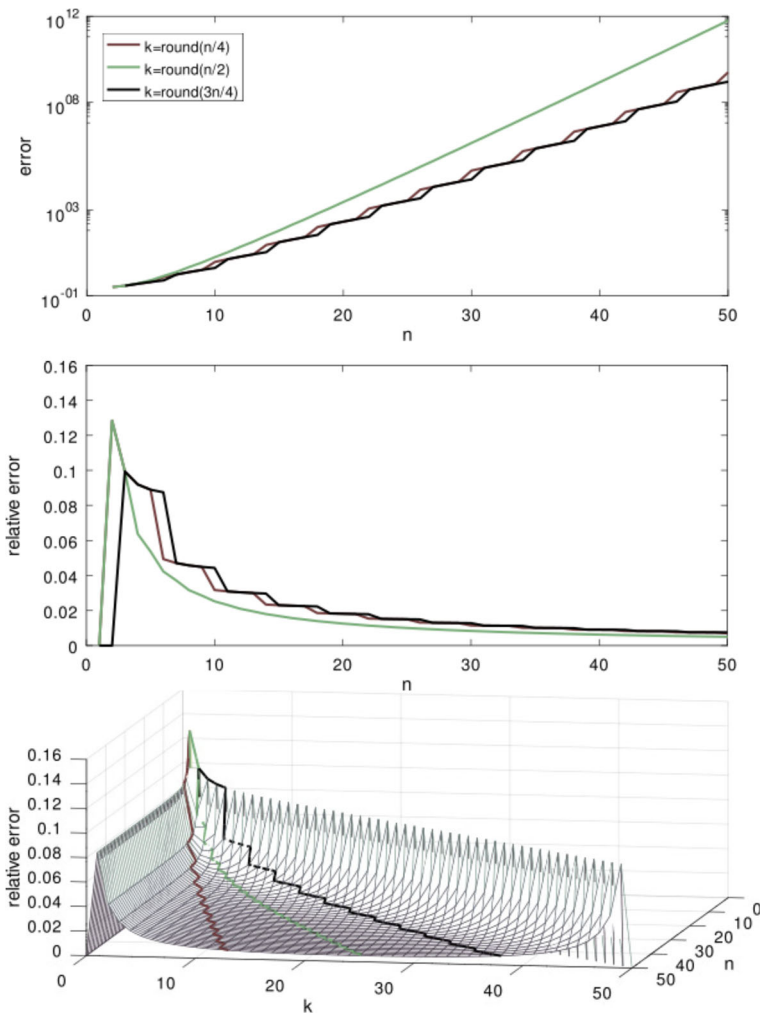 10^12
10^08
10^03
10^-01
error
k=round(n/4)
k=round(n/2)
k=round(3n/4)
0 10 20 30 40 50
n
0.16
0.14
0.12
0.1
0.08
0.06
0.04
0.02
0
relative error
0 10 20 30 40 50
n
0.16
0.14
0.12
0.1
0.08
0.06
0.04
0.02
0
relative error
0 10 20 30 40 50
k
50 40 30 20 10 0
n